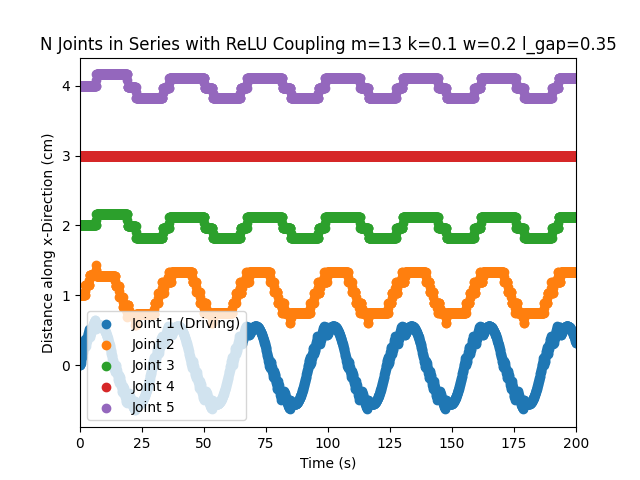 N Joints in Series with ReLU Coupling m=13 k=0.1 w=0.2 l_gap=0.35
Distance along x-Direction (cm)
4
3
2
1
0
Joint 1 (Driving)
Joint 2
Joint 3
Joint 4
Joint 5
0 25 50 75 100 125 150 175 200
Time (s)